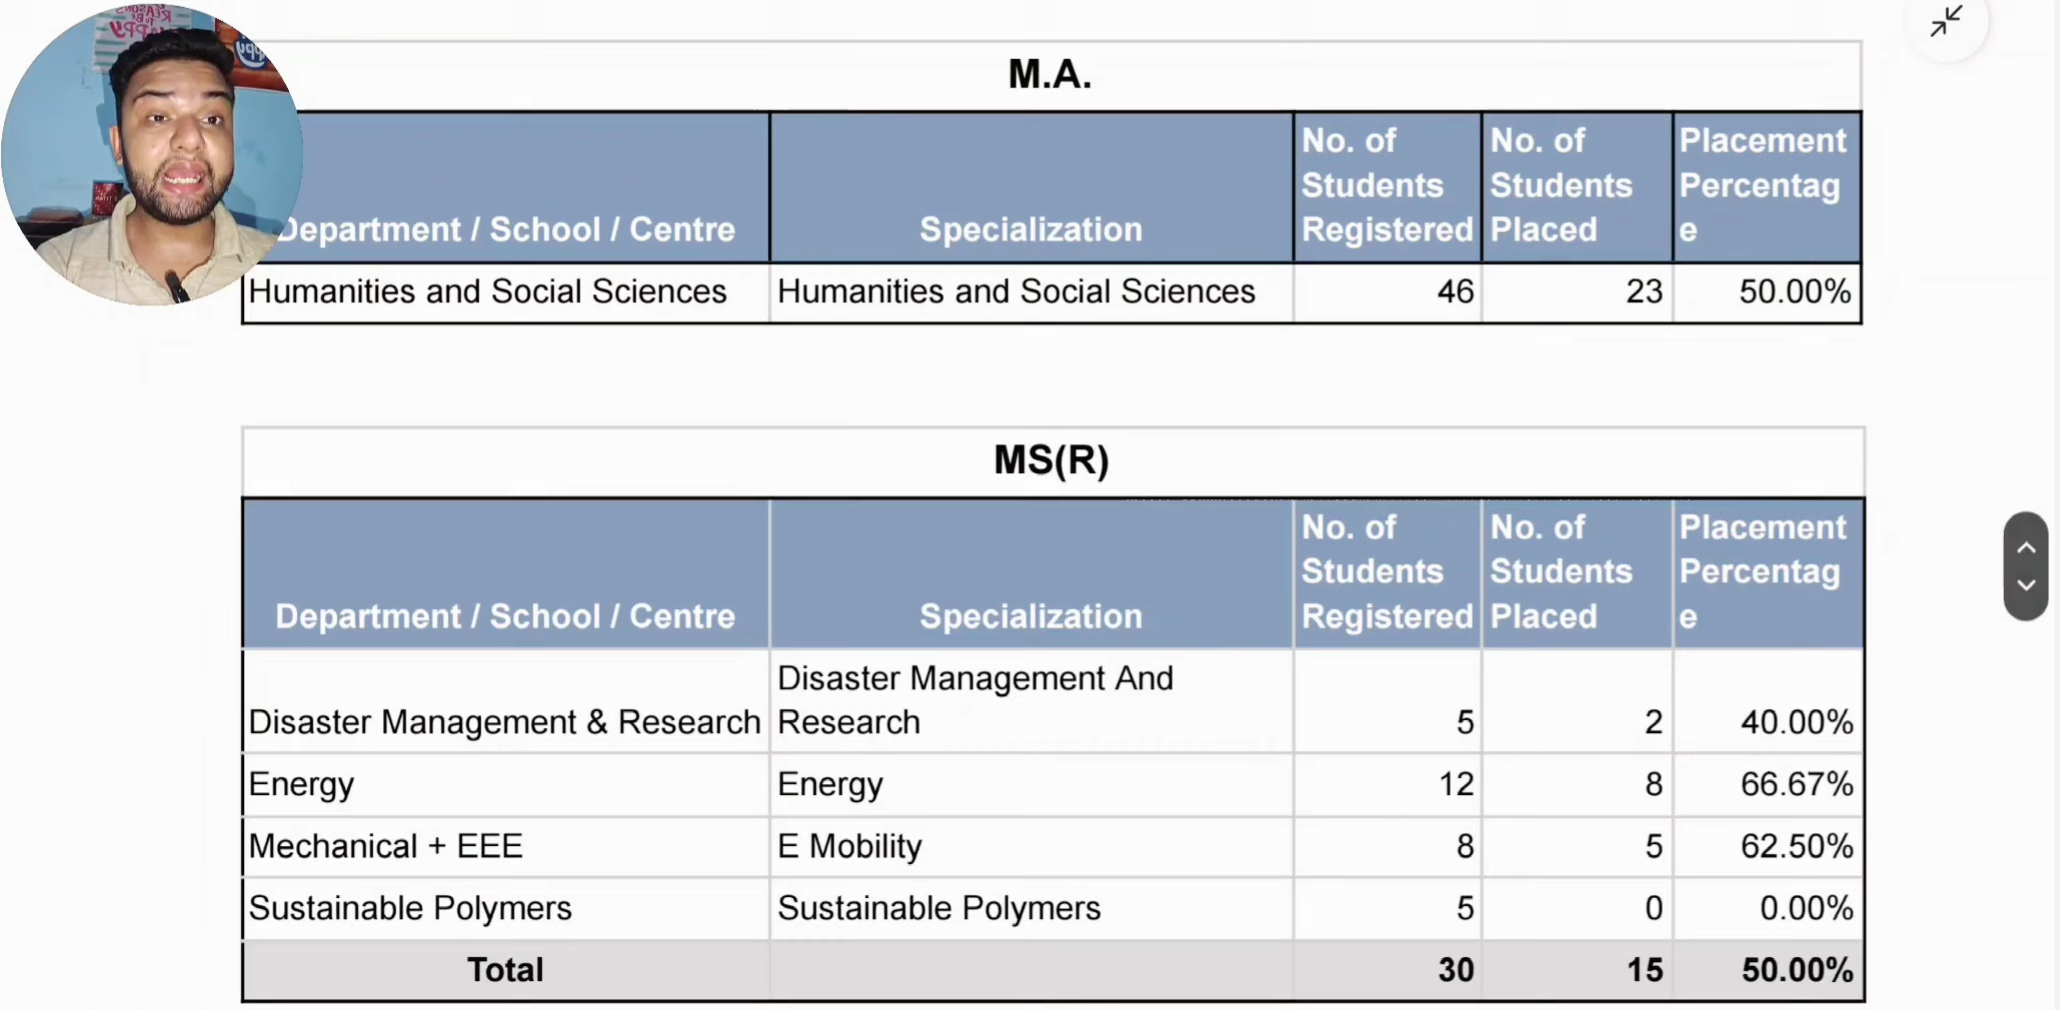 M.A.
Department / School / Centre Specialization No. of Students Registered No. of Students Placed Placement Percentag e
Humanities and Social Sciences Humanities and Social Sciences 46 23 50.00%
MS(R)
Department / School / Centre Specialization No. of Students Registered No. of Students Placed Placement Percentag e
Disaster Management & Research Disaster Management And Research 5 2 40.00%
Energy Energy 12 8 66.67%
Mechanical + EEE E Mobility 8 5 62.50%
Sustainable Polymers Sustainable Polymers 5 0 0.00%
Total 30 15 50.00%